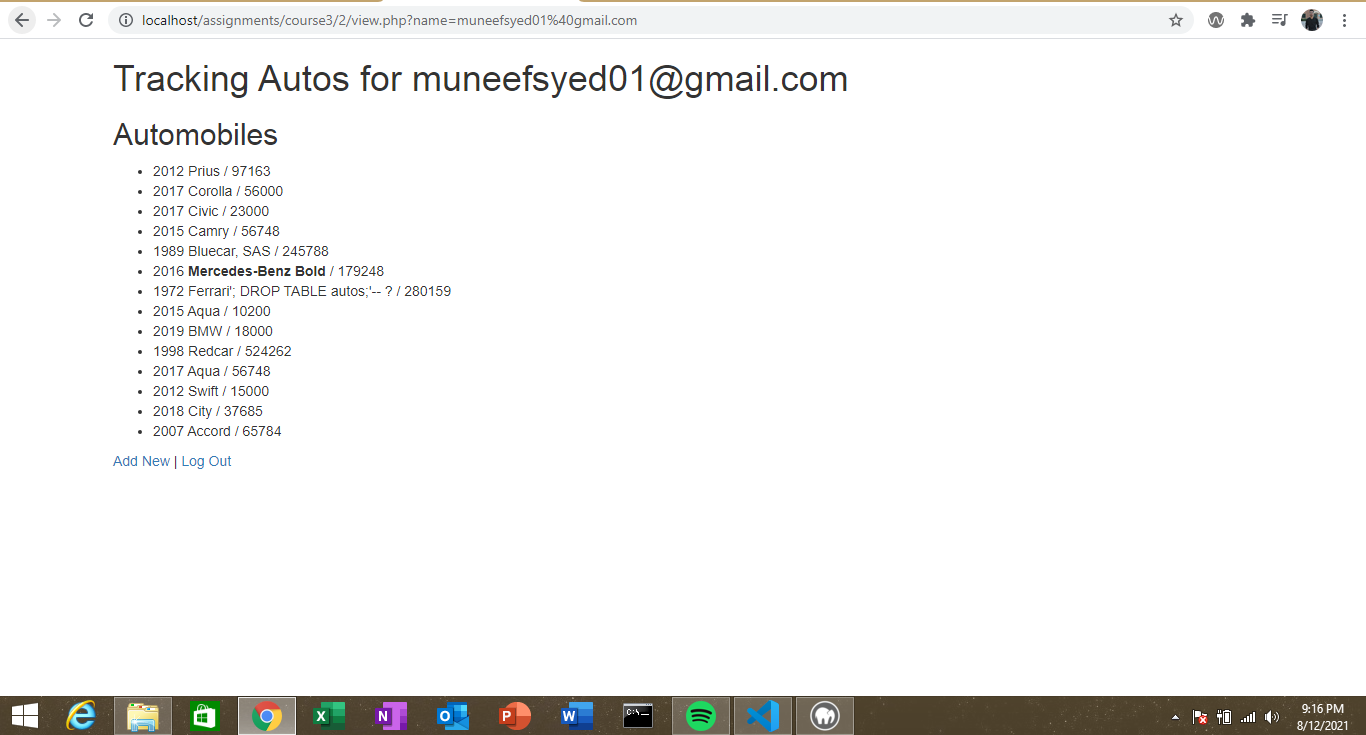 localhost/assignments/course3/2/view.php?name=muneefsyed01%40gmail.com
Tracking Autos for muneefsyed01@gmail.com
Automobiles
• 2012 Prius / 97163
• 2017 Corolla / 56000
• 2017 Civic / 23000
• 2015 Camry / 56748
• 1989 Bluecar, SAS / 245788
• 2016 Mercedes-Benz Bold / 179248
• 1972 Ferrari'; DROP TABLE autos;'-- ? / 280159
• 2015 Aqua / 10200
• 2019 BMW / 18000
• 1998 Redcar / 524262
• 2017 Aqua / 56748
• 2012 Swift / 15000
• 2018 City / 37685
• 2007 Accord / 65784
Add New | Log Out
9:16 PM
8/12/2021